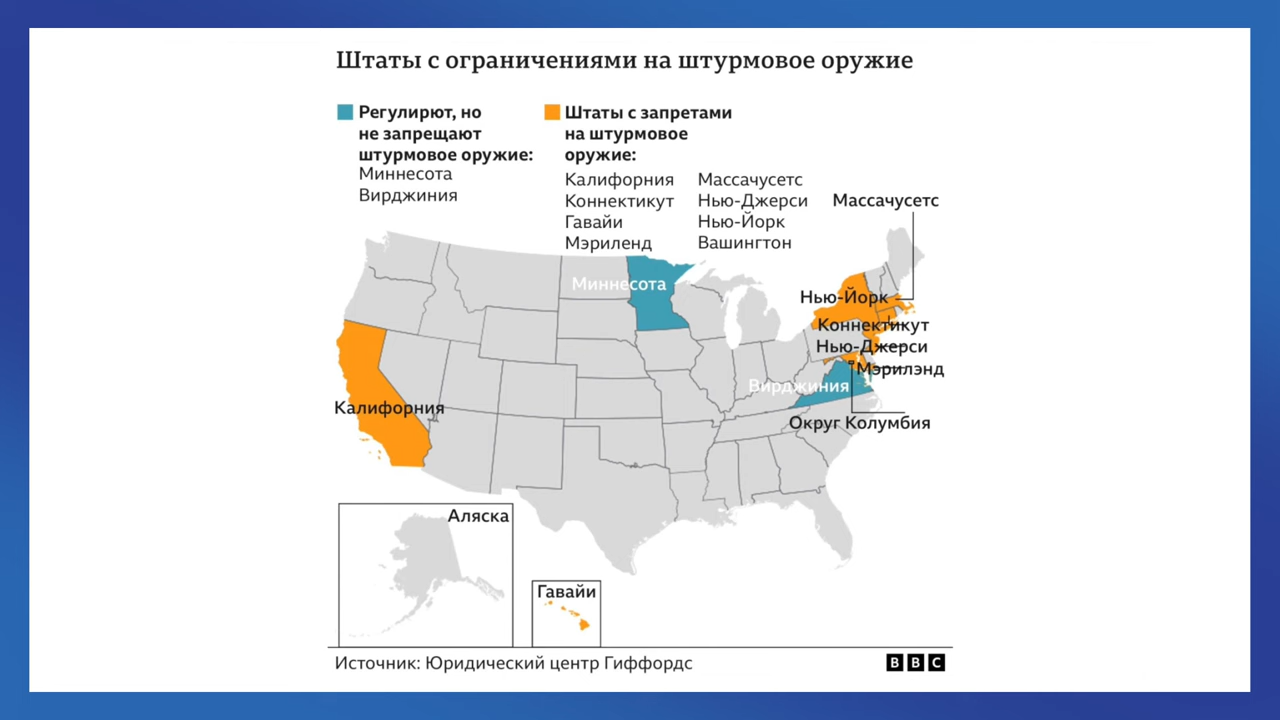 Штаты с ограничениями на штурмовое оружие
Регулирют, но
не запрещают
штурмовое оружие:
Миннесота
Вирджиния
Штаты с запретами
на штурмовое
оружие:
Калифорния
Коннектикут
Гавайи
Мэриленд
Массачусетс
Нью-Джерси
Нью-Йорк
Вашингтон
Массачусетс
Миннесота
Нью-Йорк
Коннектикут
Нью-Джерси
Мэрилэнд
Вирджиния
Калифорния
Округ Колумбия
Аляска
Гавайи
Источник: Юридический центр Гиффордс
BBC